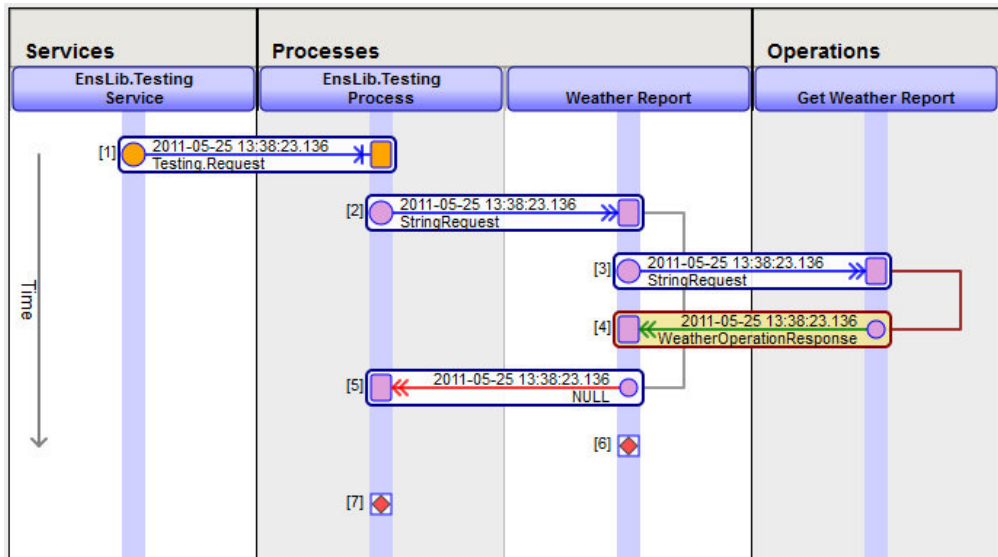 Services
Processes
Operations
EnsLib.Testing
Service
EnsLib.Testing
Process
Weather Report
Get Weather Report
Time
[1]
2011-05-25 13:38:23.136
Testing.Request
[2]
2011-05-25 13:38:23.136
StringRequest
[3]
2011-05-25 13:38:23.136
StringRequest
[4]
2011-05-25 13:38:23.136
WeatherOperationResponse
[5]
2011-05-25 13:38:23.136
NULL
[6]
[7]